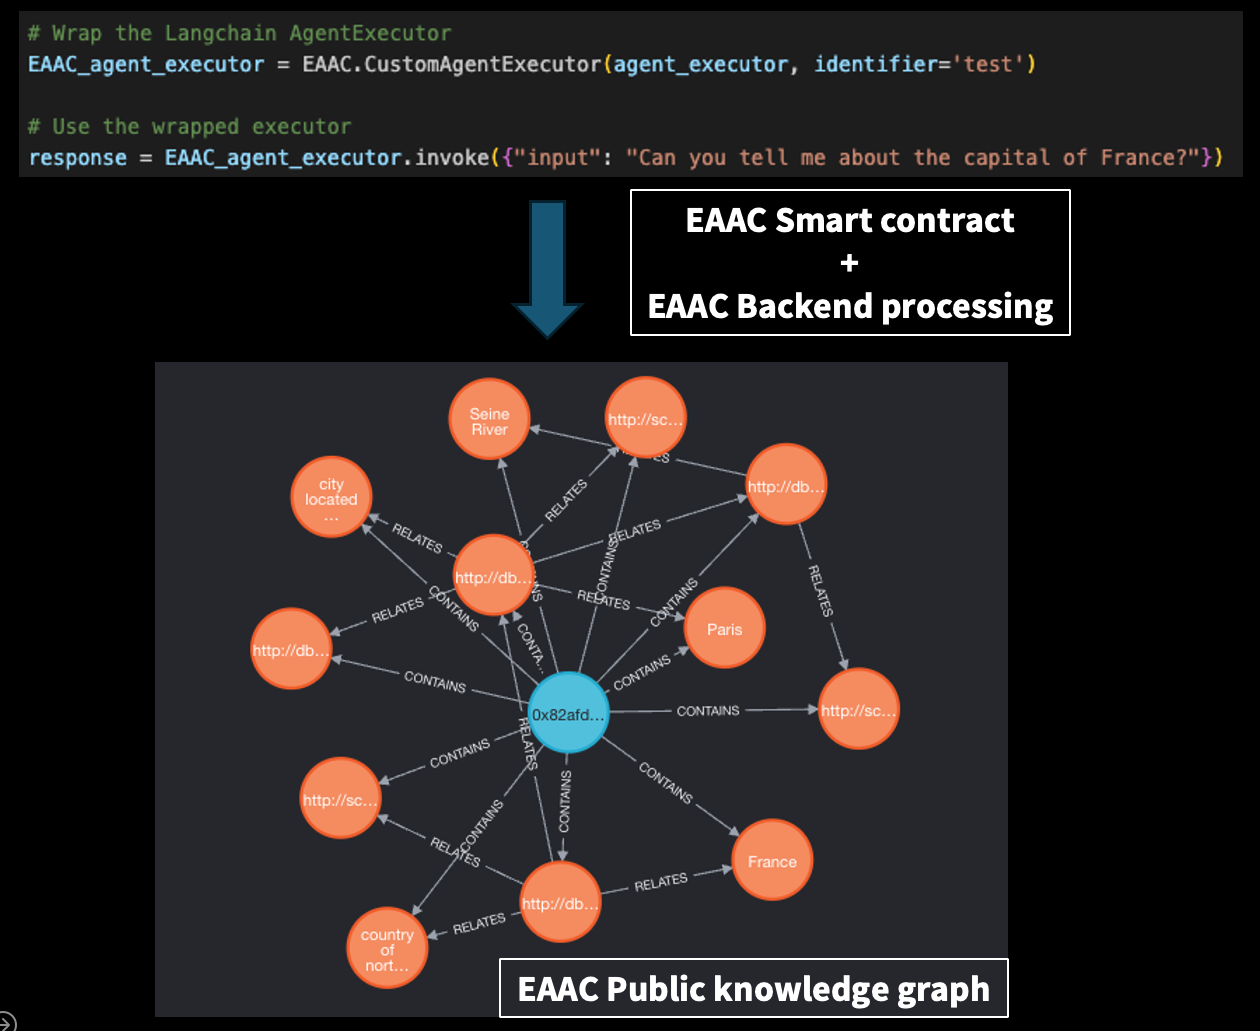 # Wrap the Langchain AgentExecutor
EAAC_agent_executor = EAAC.CustomAgentExecutor(agent_executor, identifier='test')
# Use the wrapped executor
response = EAAC_agent_executor.invoke({"input": "Can you tell me about the capital of France?"})
EAAC Smart contract
+
EAAC Backend processing
Seine
River
http://sc...
RELATES
http://db...
city
located
...
RELATES
RELATES
http://db...
CONTAINS
RELATES
CONTAINS
RELATES
CONTAINS
RELATES
CONTA...
Paris
http://db...
CONTAINS
CONTAINS
0x82afd...
CONTAINS
http://sc...
RELATES
CONTAINS
CONTAINS
http://sc...
CONTAINS
CONTAINS
RELATES
France
http://db...
RELATES
country
of
nort...
RELATES
EAAC Public knowledge graph